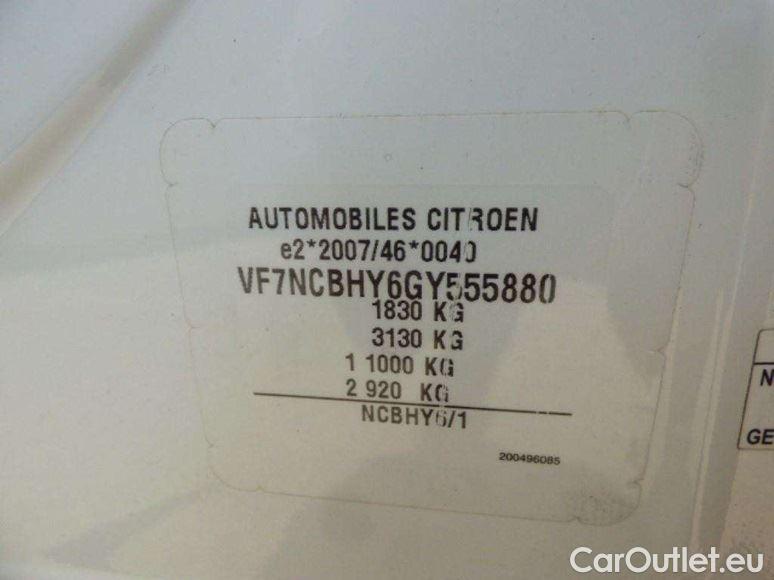 AUTOMOBILES CITROEN
e2*2007/46*0040
VF7NCBHY6GY555880
1830 KG
3130 KG
1 1000 KG
2 920 KG
NCBHY6/1
200496085
N
GE
CarOutlet.eu